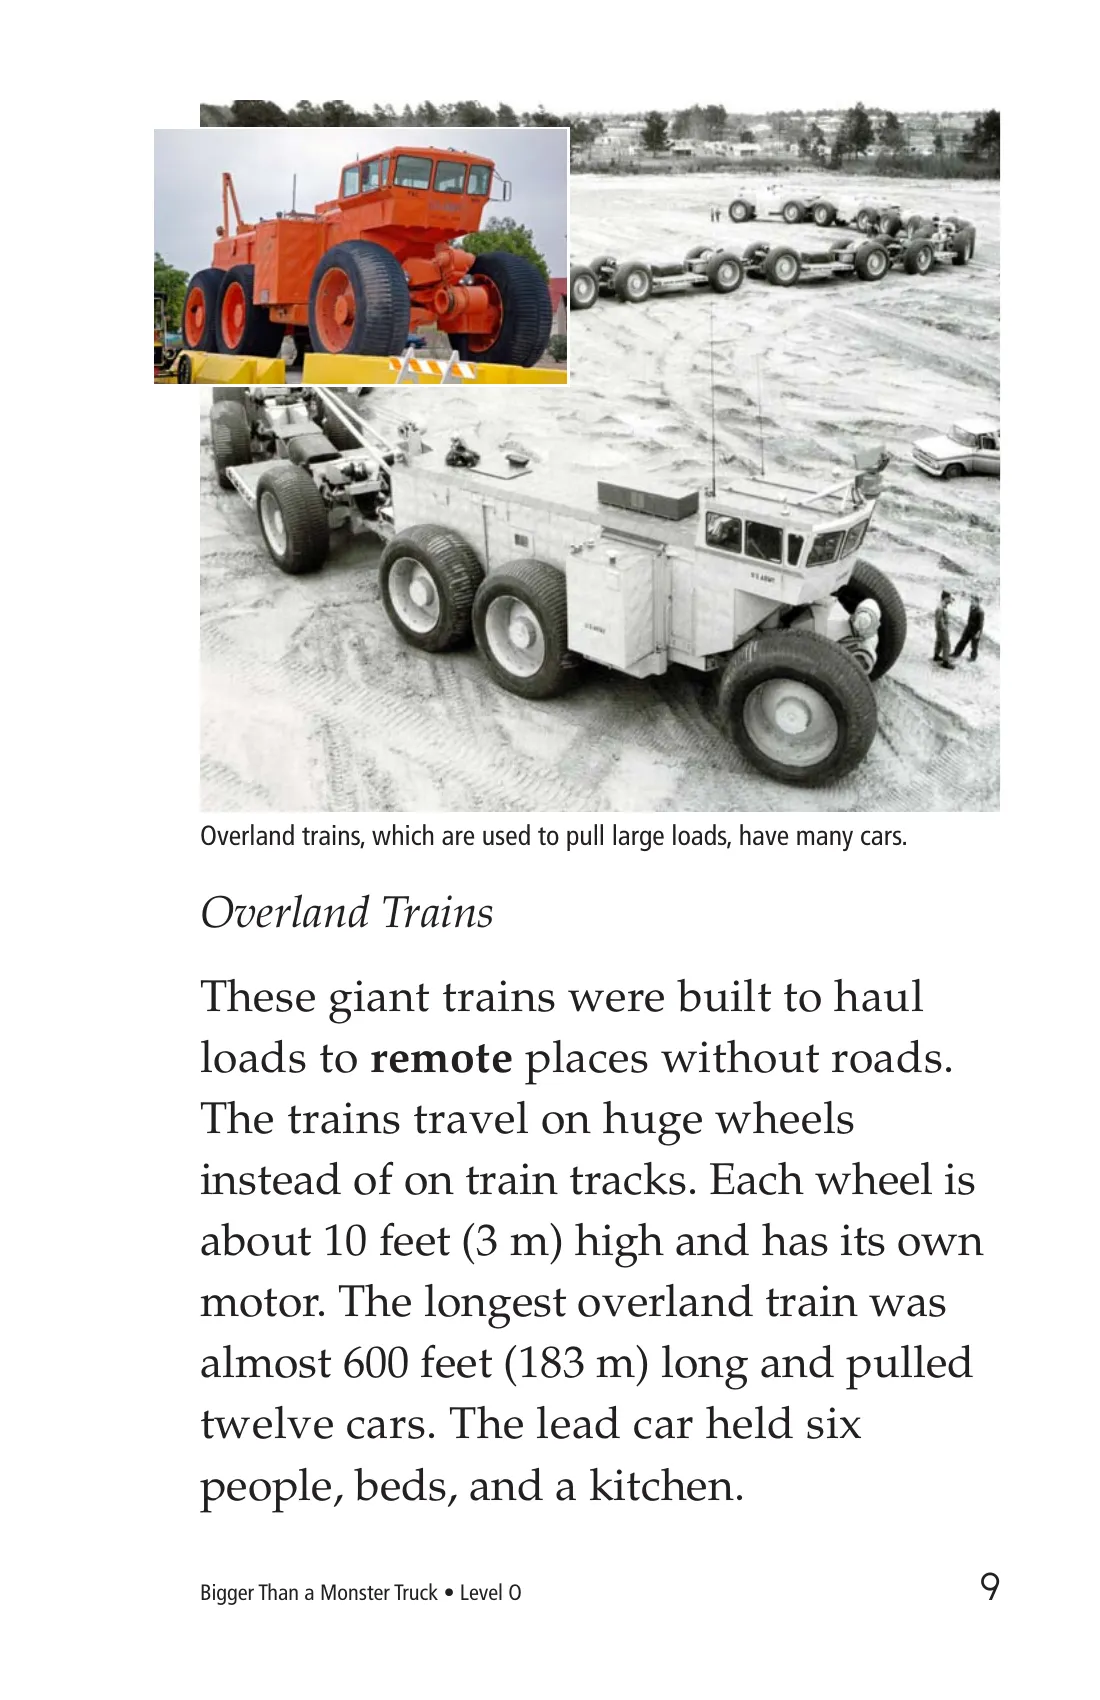 U.S. ARMY
Overland trains, which are used to pull large loads, have many cars.
Overland Trains
These giant trains were built to haul
loads to remote places without roads.
The trains travel on huge wheels
instead of on train tracks. Each wheel is
about 10 feet (3 m) high and has its own
motor. The longest overland train was
almost 600 feet (183 m) long and pulled
twelve cars. The lead car held six
people, beds, and a kitchen.
Bigger Than a Monster Truck • Level O
9